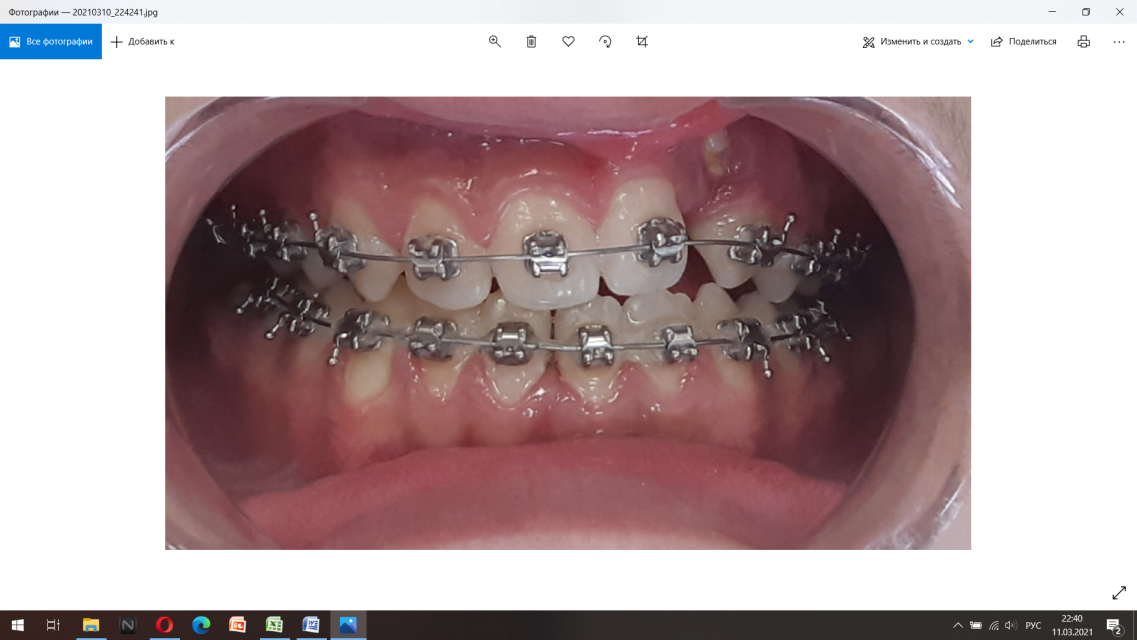 Фотографии — 20210310_224241.jpg
Все фотографии
Добавить к
Изменить и создать
Поделиться
РУС
22:40
11.03.2021
2